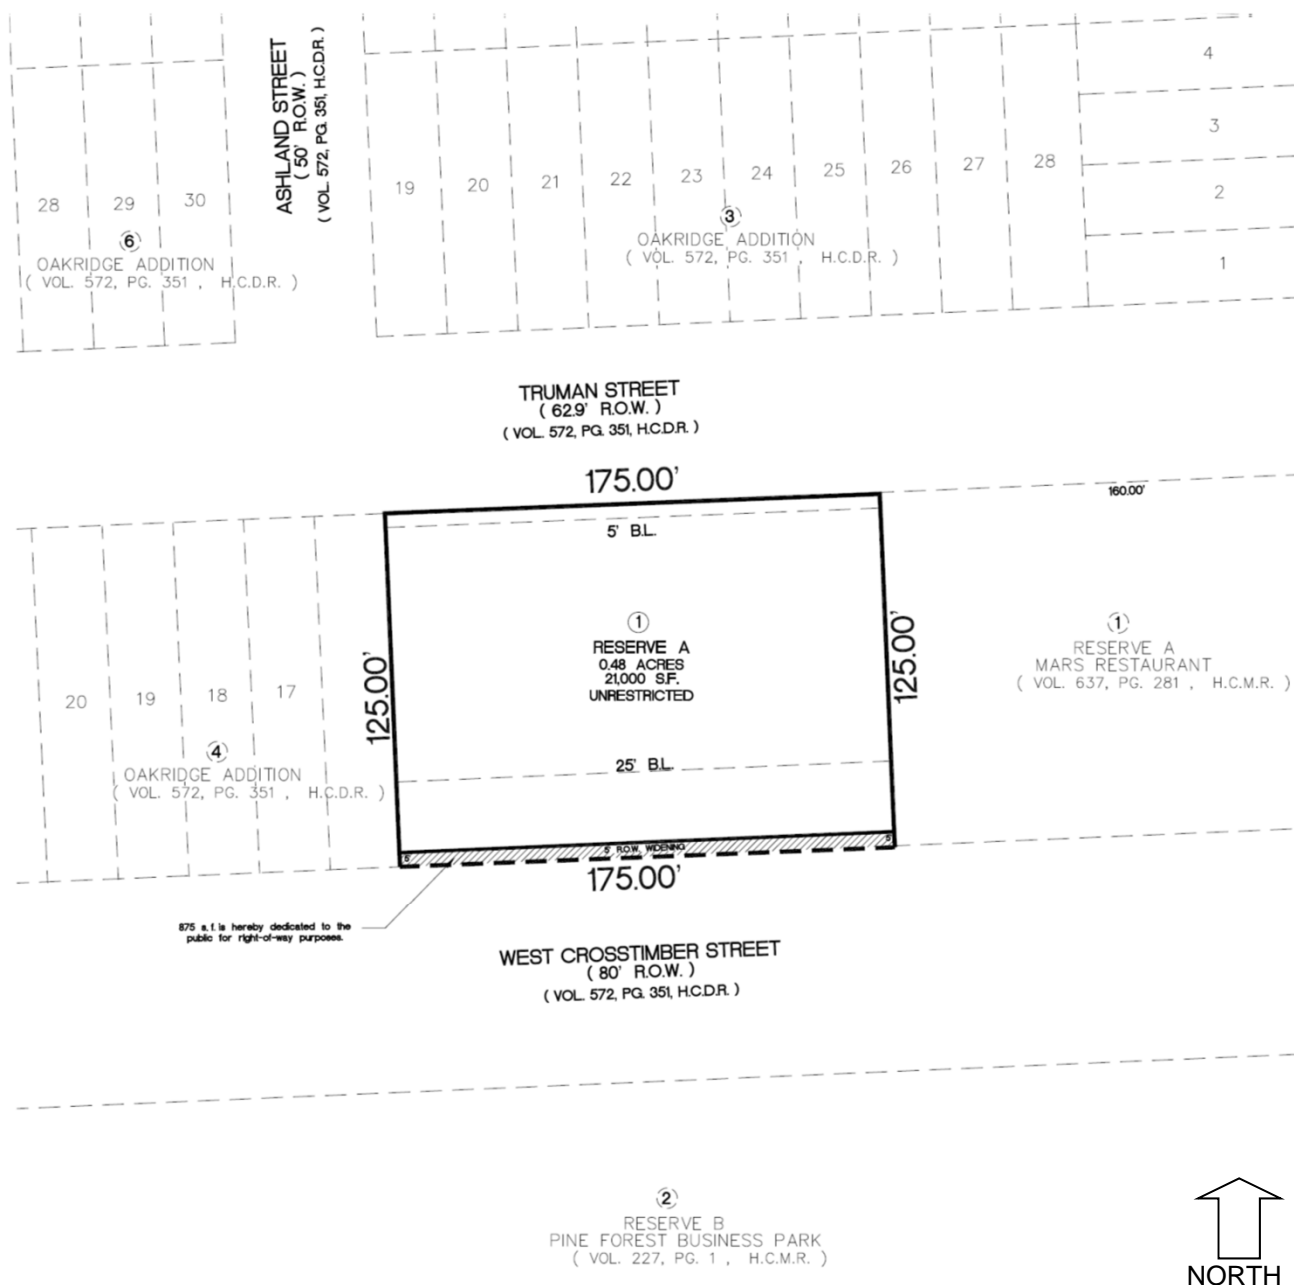 ASHLAND STREET
( 50' R.O.W. )
( VOL. 572, PG. 351, H.C.D.R. )
28
29
30
6
OAKRIDGE ADDITION
( VOL. 572, PG. 351 , H.C.D.R. )
19
20
21
22
23
24
25
26
27
28
4
3
2
1
3
OAKRIDGE ADDITION
( VOL. 572, PG. 351 , H.C.D.R. )
TRUMAN STREET
( 62.9' R.O.W. )
( VOL. 572, PG. 351, H.C.D.R. )
175.00'
160.00'
5' B.L.
1
RESERVE A
0.48 ACRES
21,000 S.F.
UNRESTRICTED
125.00'
125.00'
1
RESERVE A
MARS RESTAURANT
( VOL. 637, PG. 281 , H.C.M.R. )
20
19
18
17
4
OAKRIDGE ADDITION
( VOL. 572, PG. 351 , H.C.D.R. )
25' B.L.
5'
5' R.O.W. WIDENING
5'
175.00'
875 s.f. is hereby dedicated to the
public for right-of-way purposes.
WEST CROSSTIMBER STREET
( 80' R.O.W. )
( VOL. 572, PG. 351, H.C.D.R. )
2
RESERVE B
PINE FOREST BUSINESS PARK
( VOL. 227, PG. 1 , H.C.M.R. )
NORTH